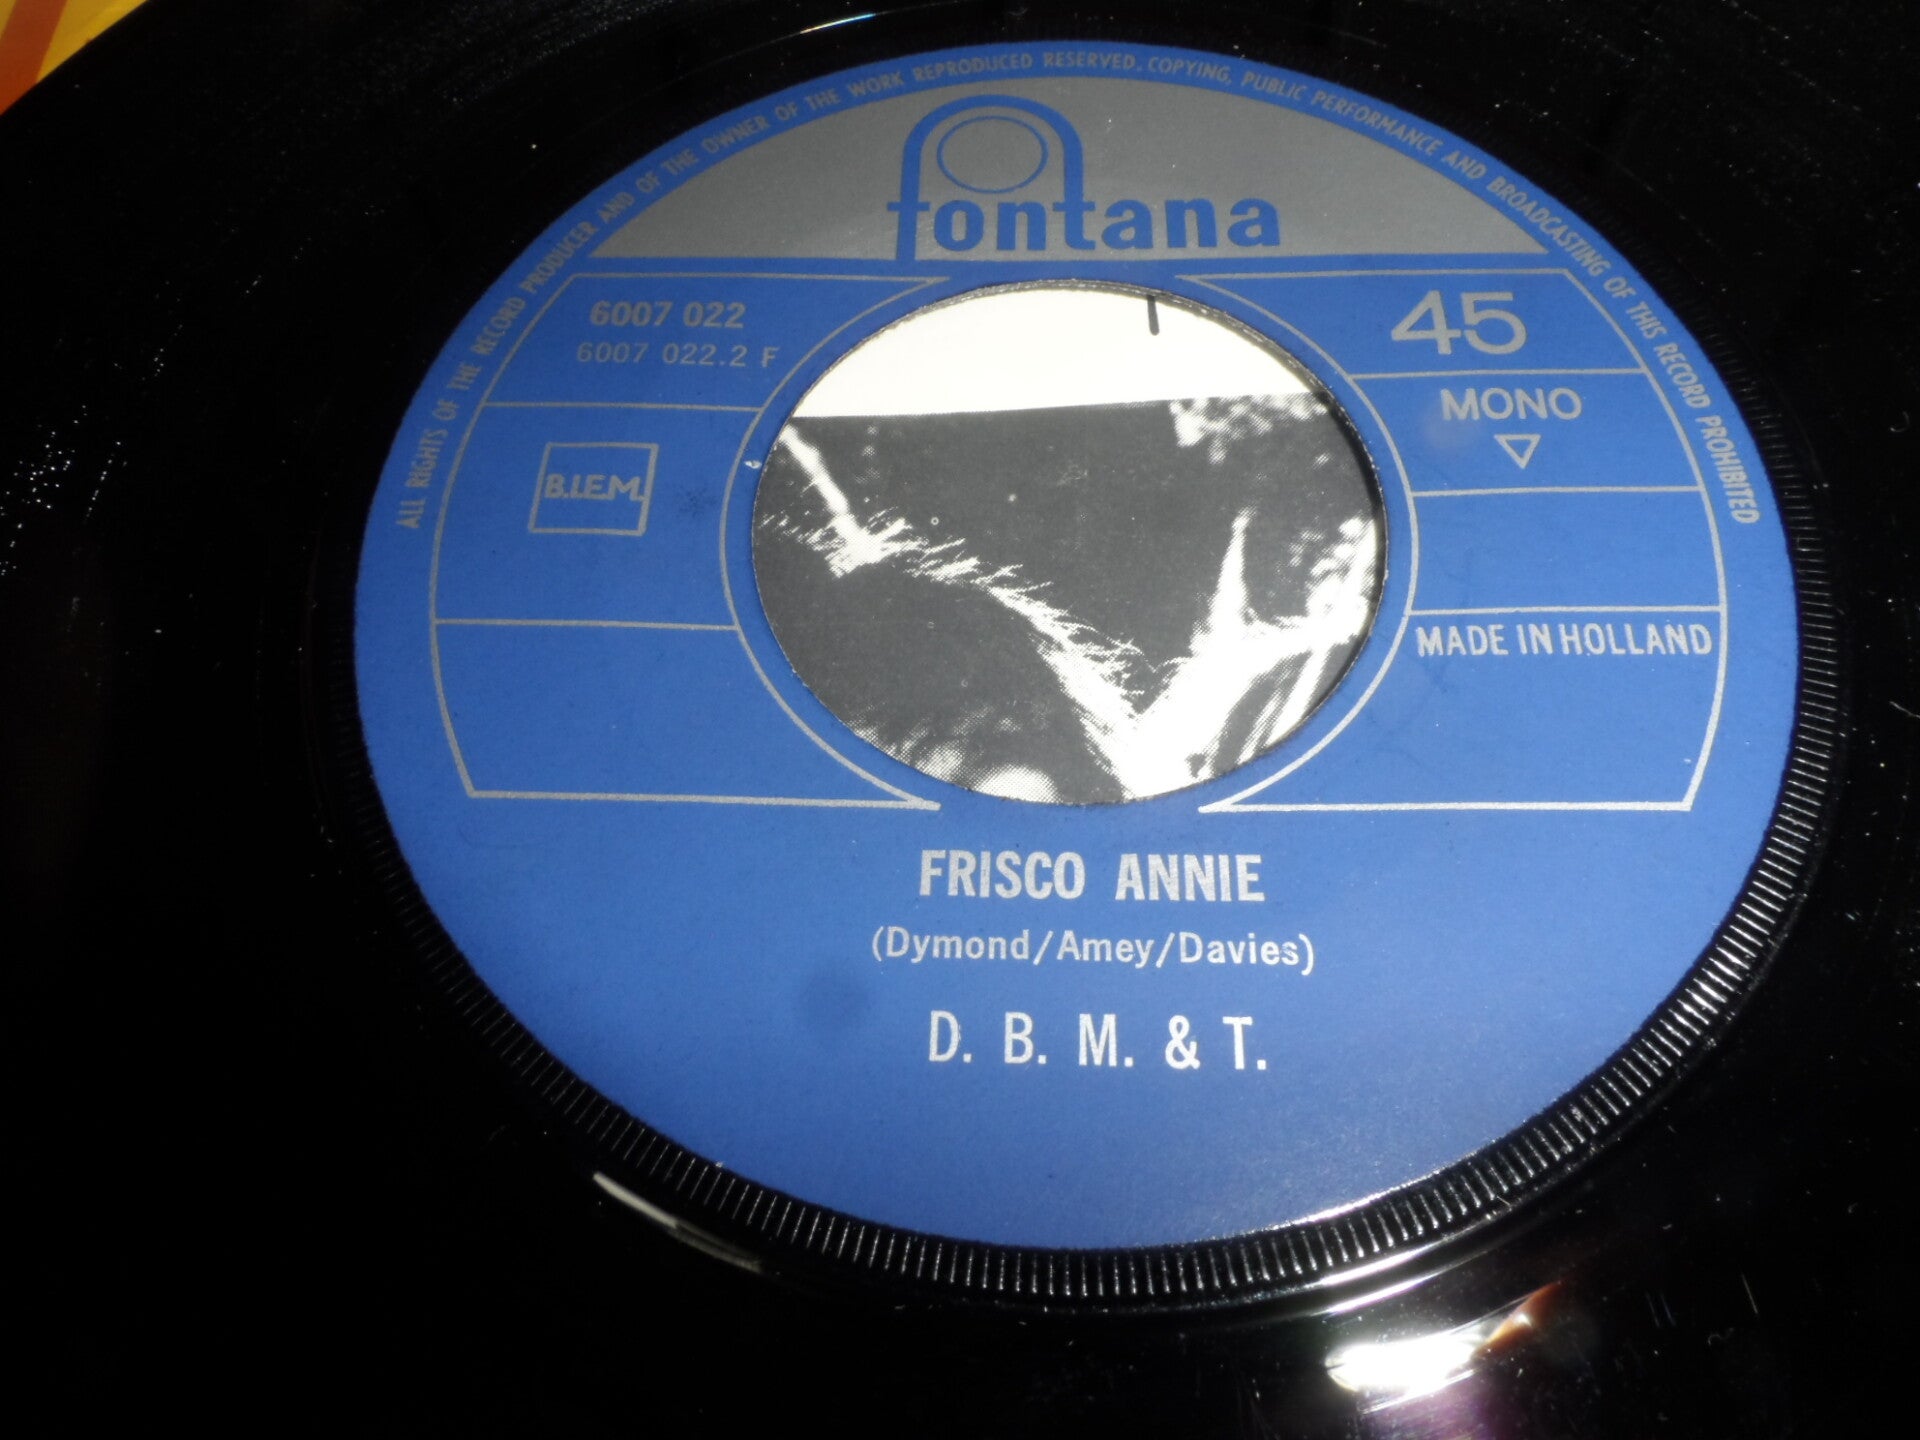 ALL RIGHTS OF THE RECORD PRODUCER AND OF THE OWNER OF THE WORK REPRODUCED RESERVED. COPYING, PUBLIC PERFORMANCE AND BROADCASTING OF THIS RECORD PROHIBITED
fontana
6007 022
6007 022.2 F
B.I.E.M.
45
MONO
MADE IN HOLLAND
FRISCO ANNIE
(Dymond/Amey/Davies)
D. B. M. & T.